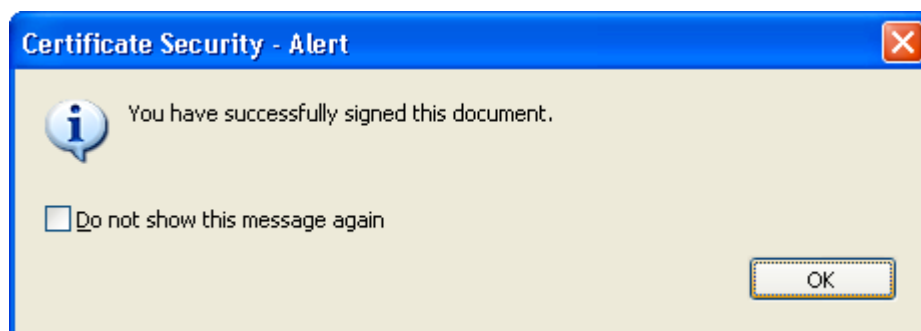 Certificate Security - Alert
You have successfully signed this document.
Do not show this message again
OK